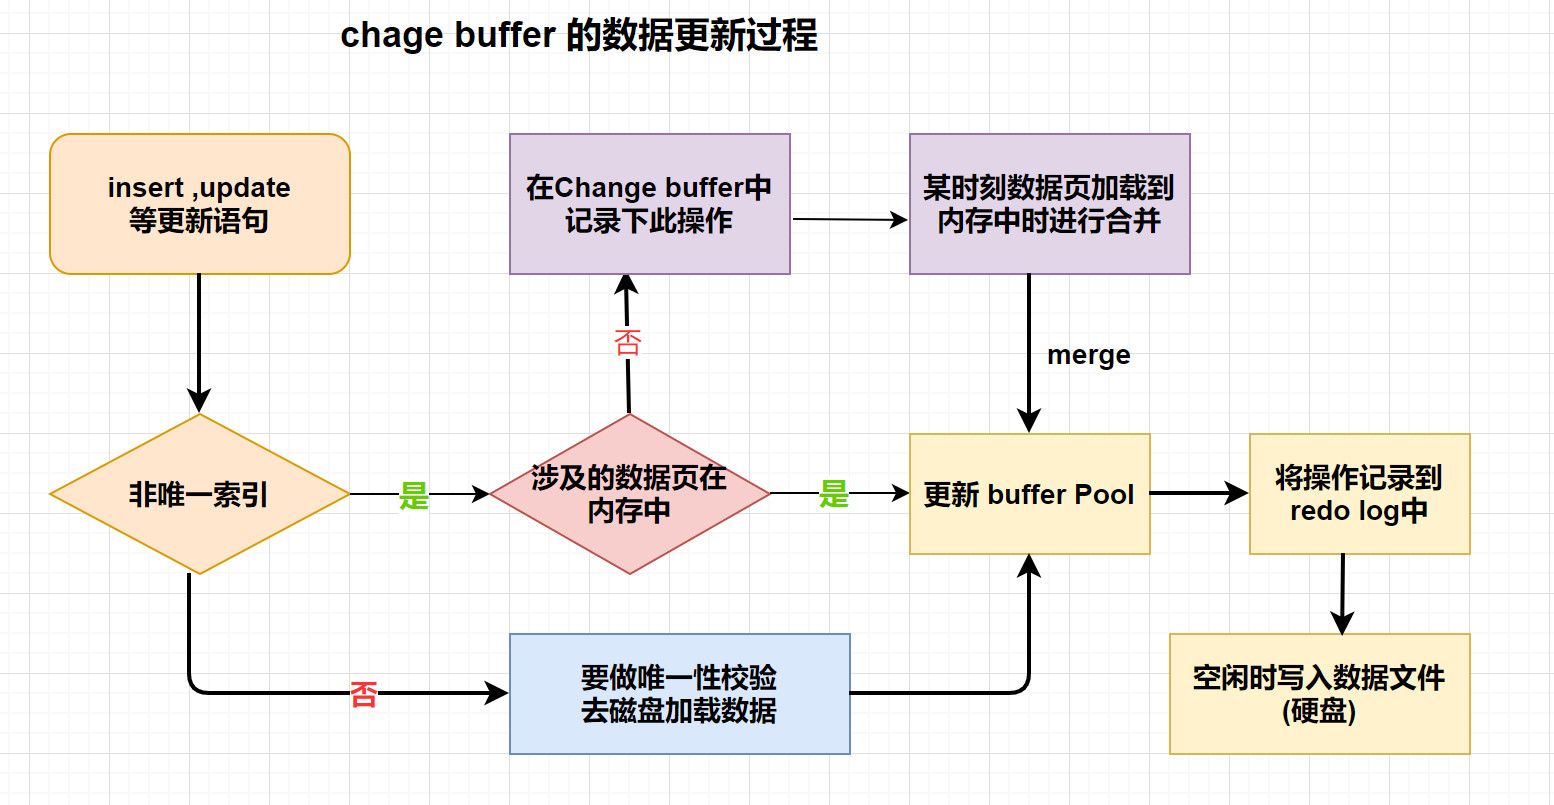 chage buffer 的数据更新过程
insert ,update
等更新语句
在Change buffer中
记录下此操作
某时刻数据页加载到
内存中时进行合并
否
merge
非唯一索引
是
涉及的数据页在
内存中
是
更新 buffer Pool
将操作记录到
redo log中
否
要做唯一性校验
去磁盘加载数据
空闲时写入数据文件
(硬盘)